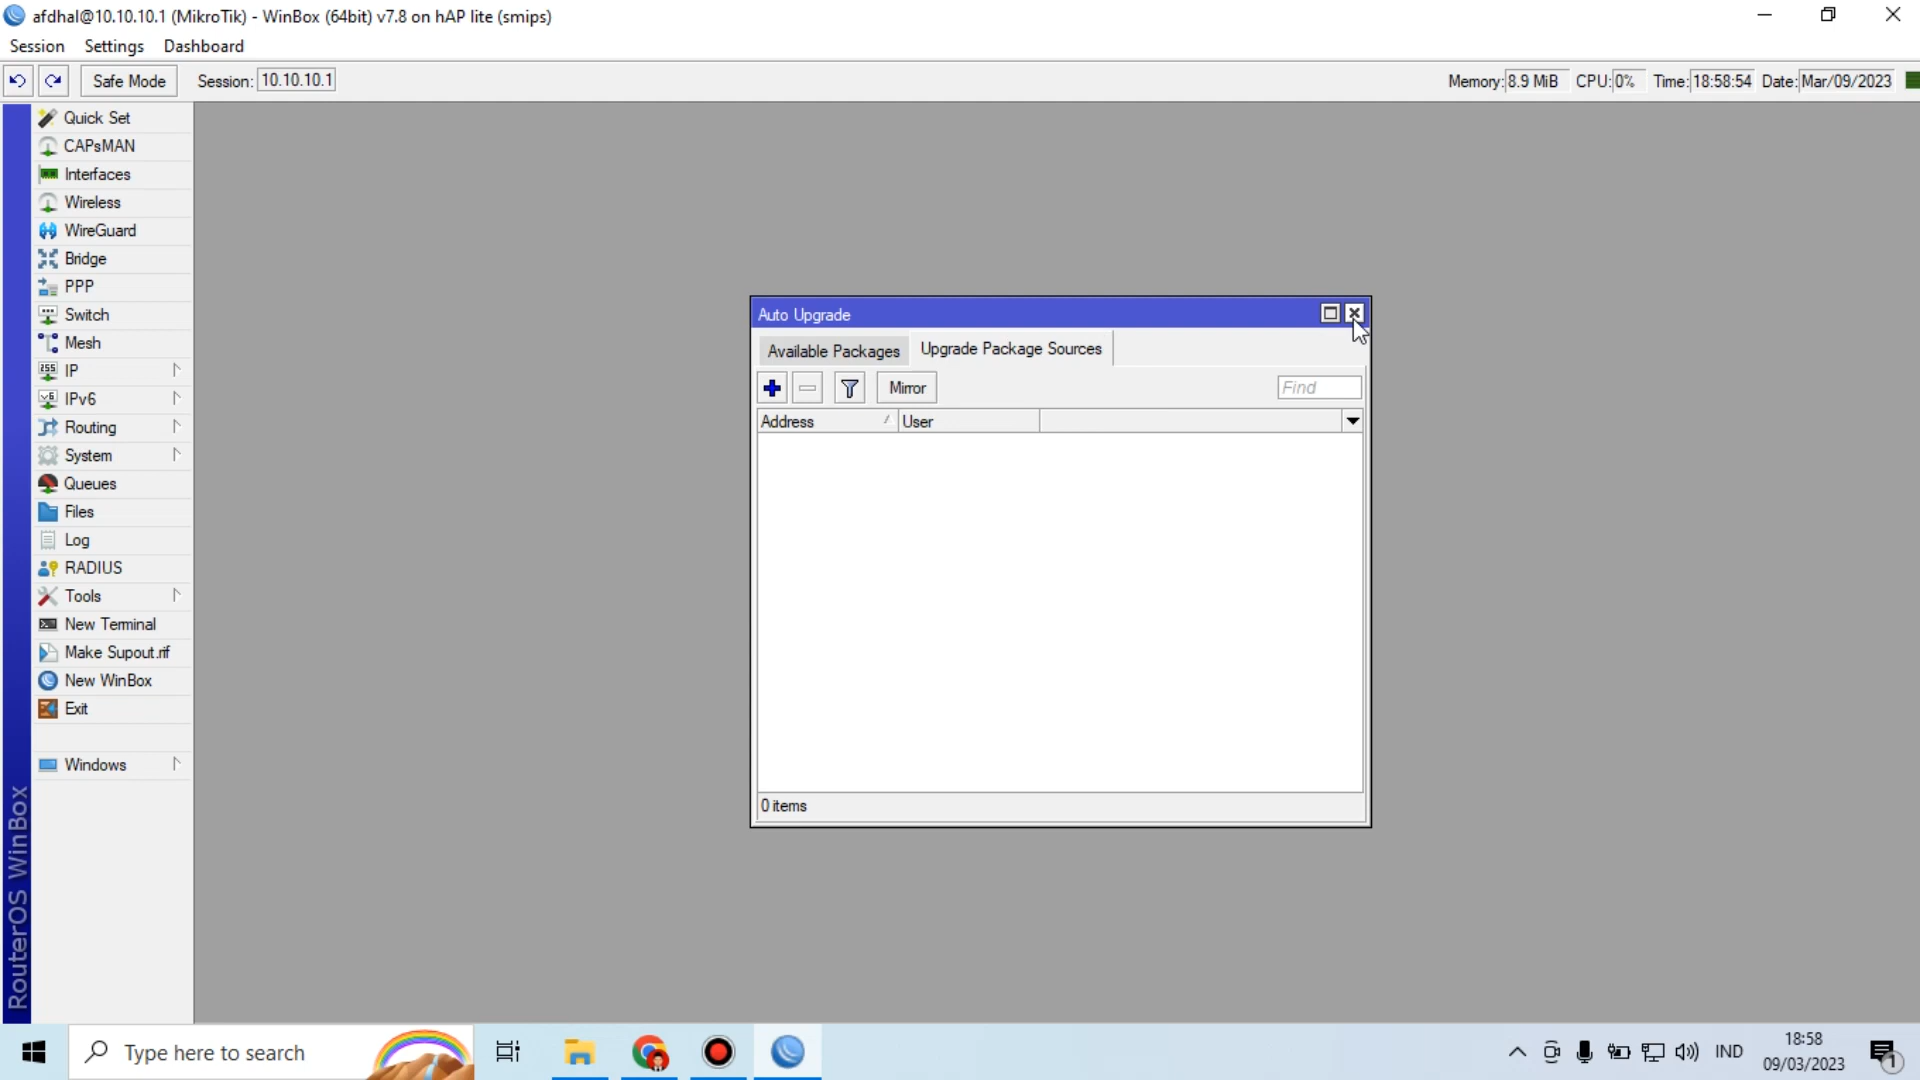 afdhal@10.10.10.1 (MikroTik) - WinBox (64bit) v7.8 on hAP lite (smips)
Session Settings Dashboard
Safe Mode Session: 10.10.10.1 Memory: 8.9 MiB CPU: 0% Time: 18:58:54 Date: Mar/09/2023
Quick Set
CAPsMAN
Interfaces
Wireless
WireGuard
Bridge
PPP
Switch
Mesh
IP
IPv6
Routing
System
Queues
Files
Log
RADIUS
Tools
New Terminal
Make Supout.rif
New WinBox
Exit
Windows
RouterOS WinBox
Auto Upgrade
Available Packages Upgrade Package Sources
Mirror Find
Address User
0 items
Type here to search
IND
18:58
09/03/2023
1